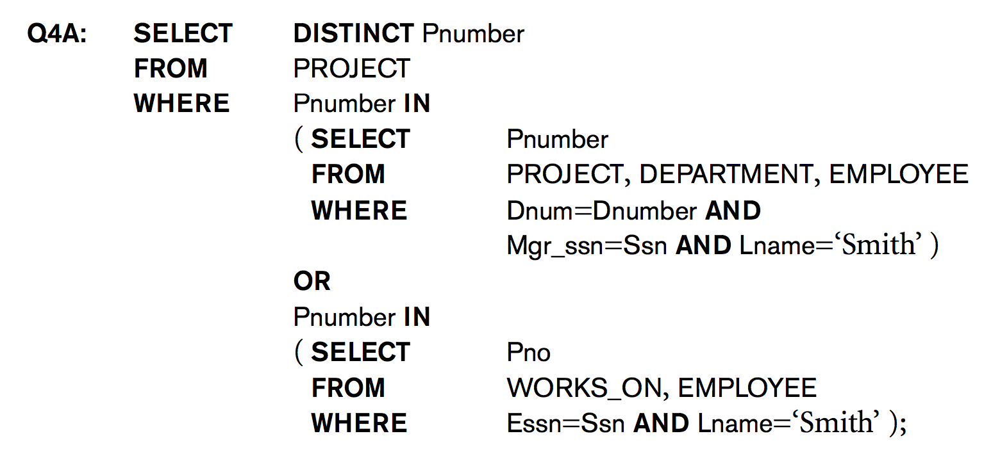 Q4A: SELECT DISTINCT Pnumber
FROM PROJECT
WHERE Pnumber IN
( SELECT Pnumber
FROM PROJECT, DEPARTMENT, EMPLOYEE
WHERE Dnum=Dnumber AND
Mgr_ssn=Ssn AND Lname=‘Smith’ )
OR
Pnumber IN
( SELECT Pno
FROM WORKS_ON, EMPLOYEE
WHERE Essn=Ssn AND Lname=‘Smith’ );